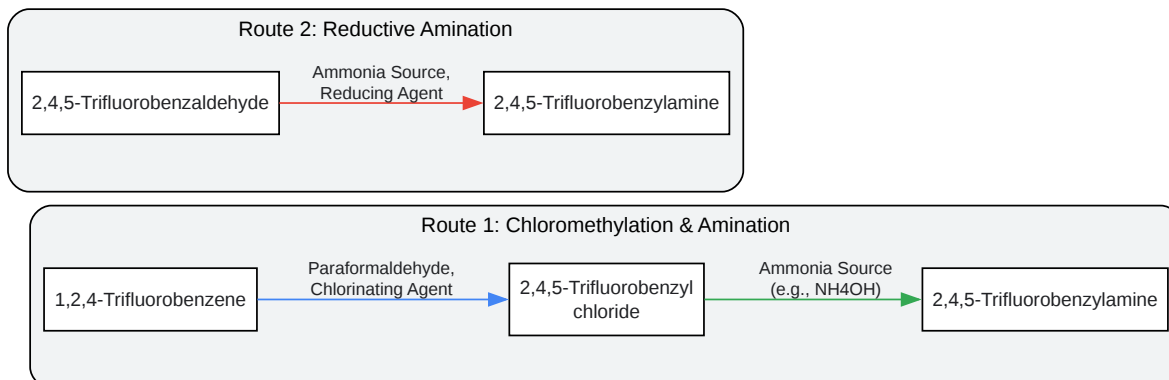 Route 2: Reductive Amination
2,4,5-Trifluorobenzaldehyde
Ammonia Source,
Reducing Agent
2,4,5-Trifluorobenzylamine
Route 1: Chloromethylation & Amination
1,2,4-Trifluorobenzene
Paraformaldehyde,
Chlorinating Agent
2,4,5-Trifluorobenzyl
chloride
Ammonia Source
(e.g., NH4OH)
2,4,5-Trifluorobenzylamine